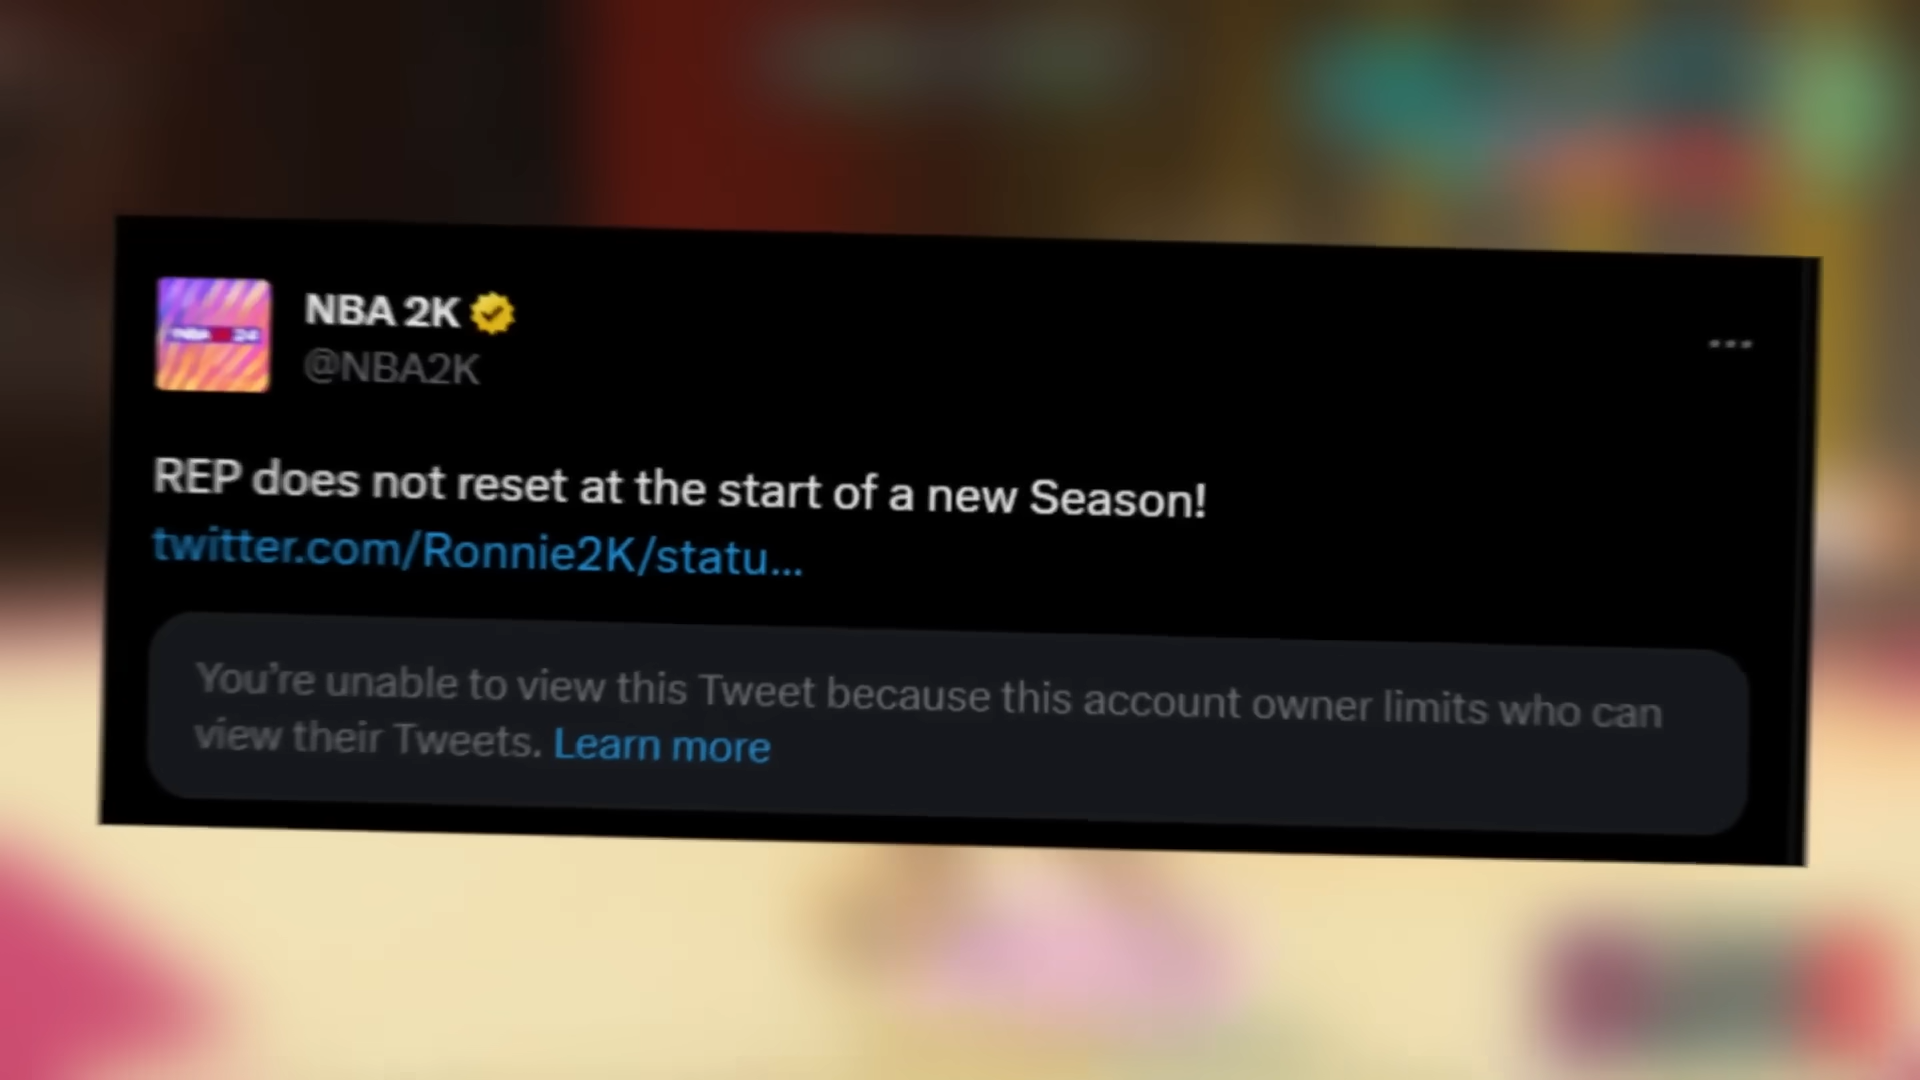 NBA 2K
@NBA2K
REP does not reset at the start of a new Season!
twitter.com/Ronnie2K/statu...
You're unable to view this Tweet because this account owner limits who can
view their Tweets. Learn more